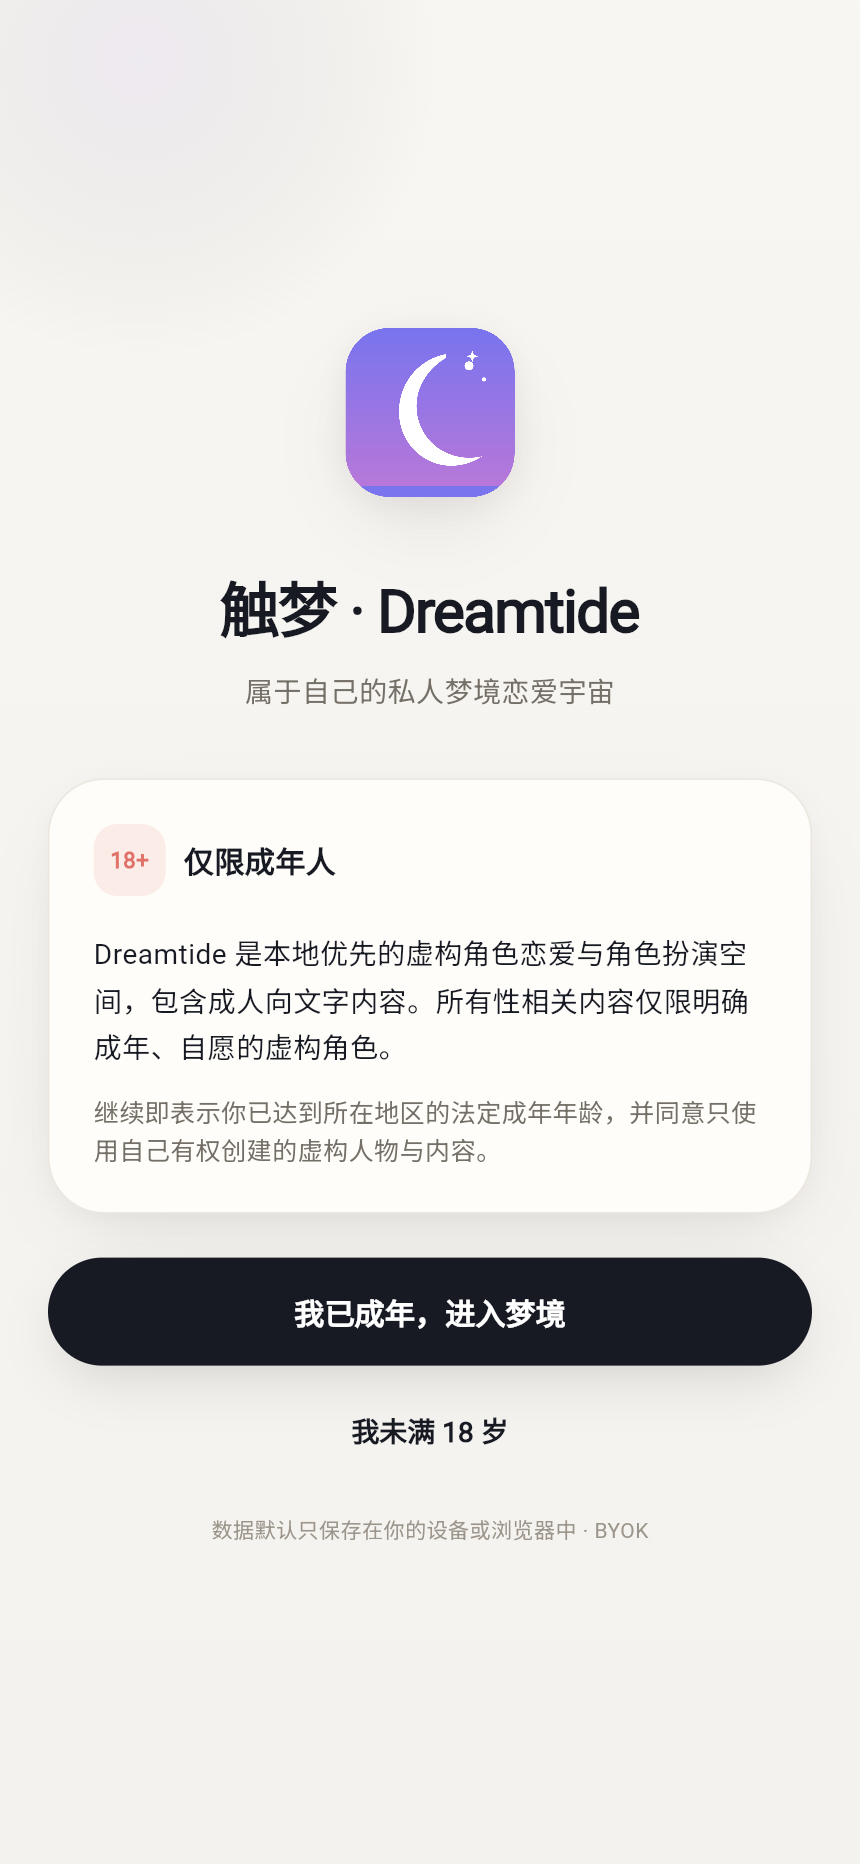 触梦 · Dreamtide
属于自己的私人梦境恋爱宇宙
18+ 仅限成年人
Dreamtide 是本地优先的虚构角色恋爱与角色扮演空
间，包含成人向文字内容。所有性相关内容仅限明确
成年、自愿的虚构角色。
继续即表示你已达到所在地区的法定成年年龄，并同意只使
用自己有权创建的虚构人物与内容。
我已成年，进入梦境
我未满 18 岁
数据默认只保存在你的设备或浏览器中 · BYOK